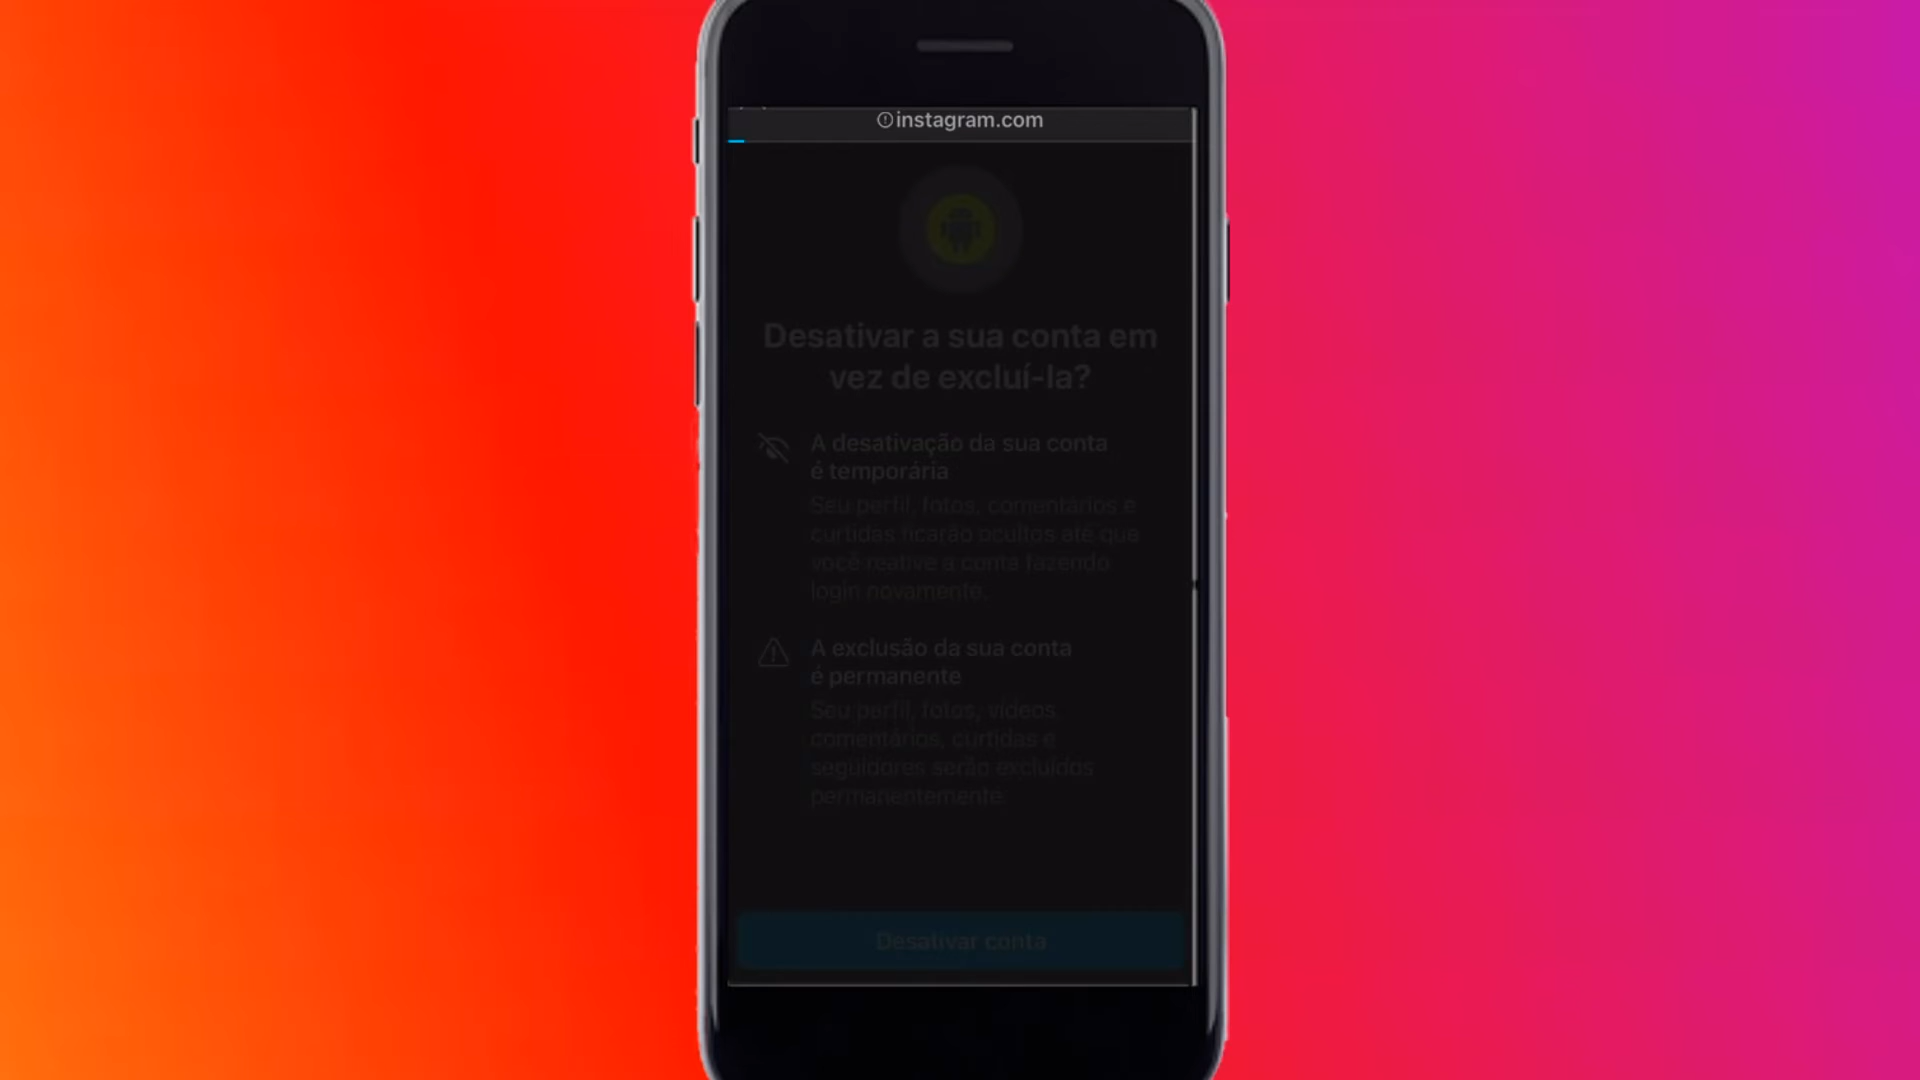 instagram.com
Desativar a sua conta em
vez de excluí-la?
A desativação da sua conta
é temporária
Seu perfil, fotos, comentários e
curtidas ficarão ocultos até que
você reative a conta fazendo
login novamente.
A exclusão da sua conta
é permanente
Seu perfil, fotos, vídeos
comentários, curtidas e
seguidores serão excluídos
permanentemente.
Desativar conta